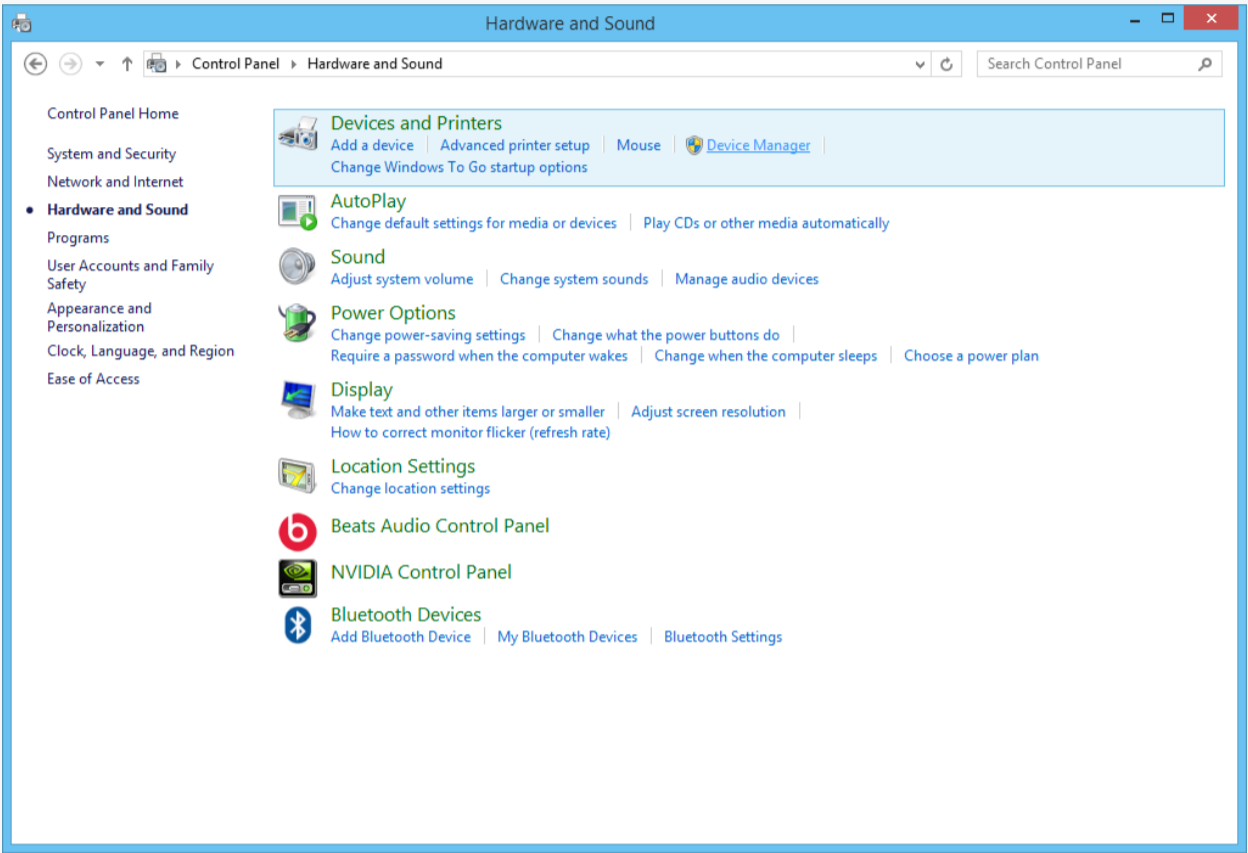 Hardware and Sound
Control Panel Hardware and Sound
Search Control Panel
Control Panel Home
System and Security
Network and Internet
Hardware and Sound
Programs
User Accounts and Family
Safety
Appearance and
Personalization
Clock, Language, and Region
Ease of Access
Devices and Printers
Add a device Advanced printer setup Mouse Device Manager
Change Windows To Go startup options
AutoPlay
Change default settings for media or devices Play CDs or other media automatically
Sound
Adjust system volume Change system sounds Manage audio devices
Power Options
Change power-saving settings Change what the power buttons do
Require a password when the computer wakes Change when the computer sleeps Choose a power plan
Display
Make text and other items larger or smaller Adjust screen resolution
How to correct monitor flicker (refresh rate)
Location Settings
Change location settings
Beats Audio Control Panel
NVIDIA Control Panel
Bluetooth Devices
Add Bluetooth Device My Bluetooth Devices Bluetooth Settings